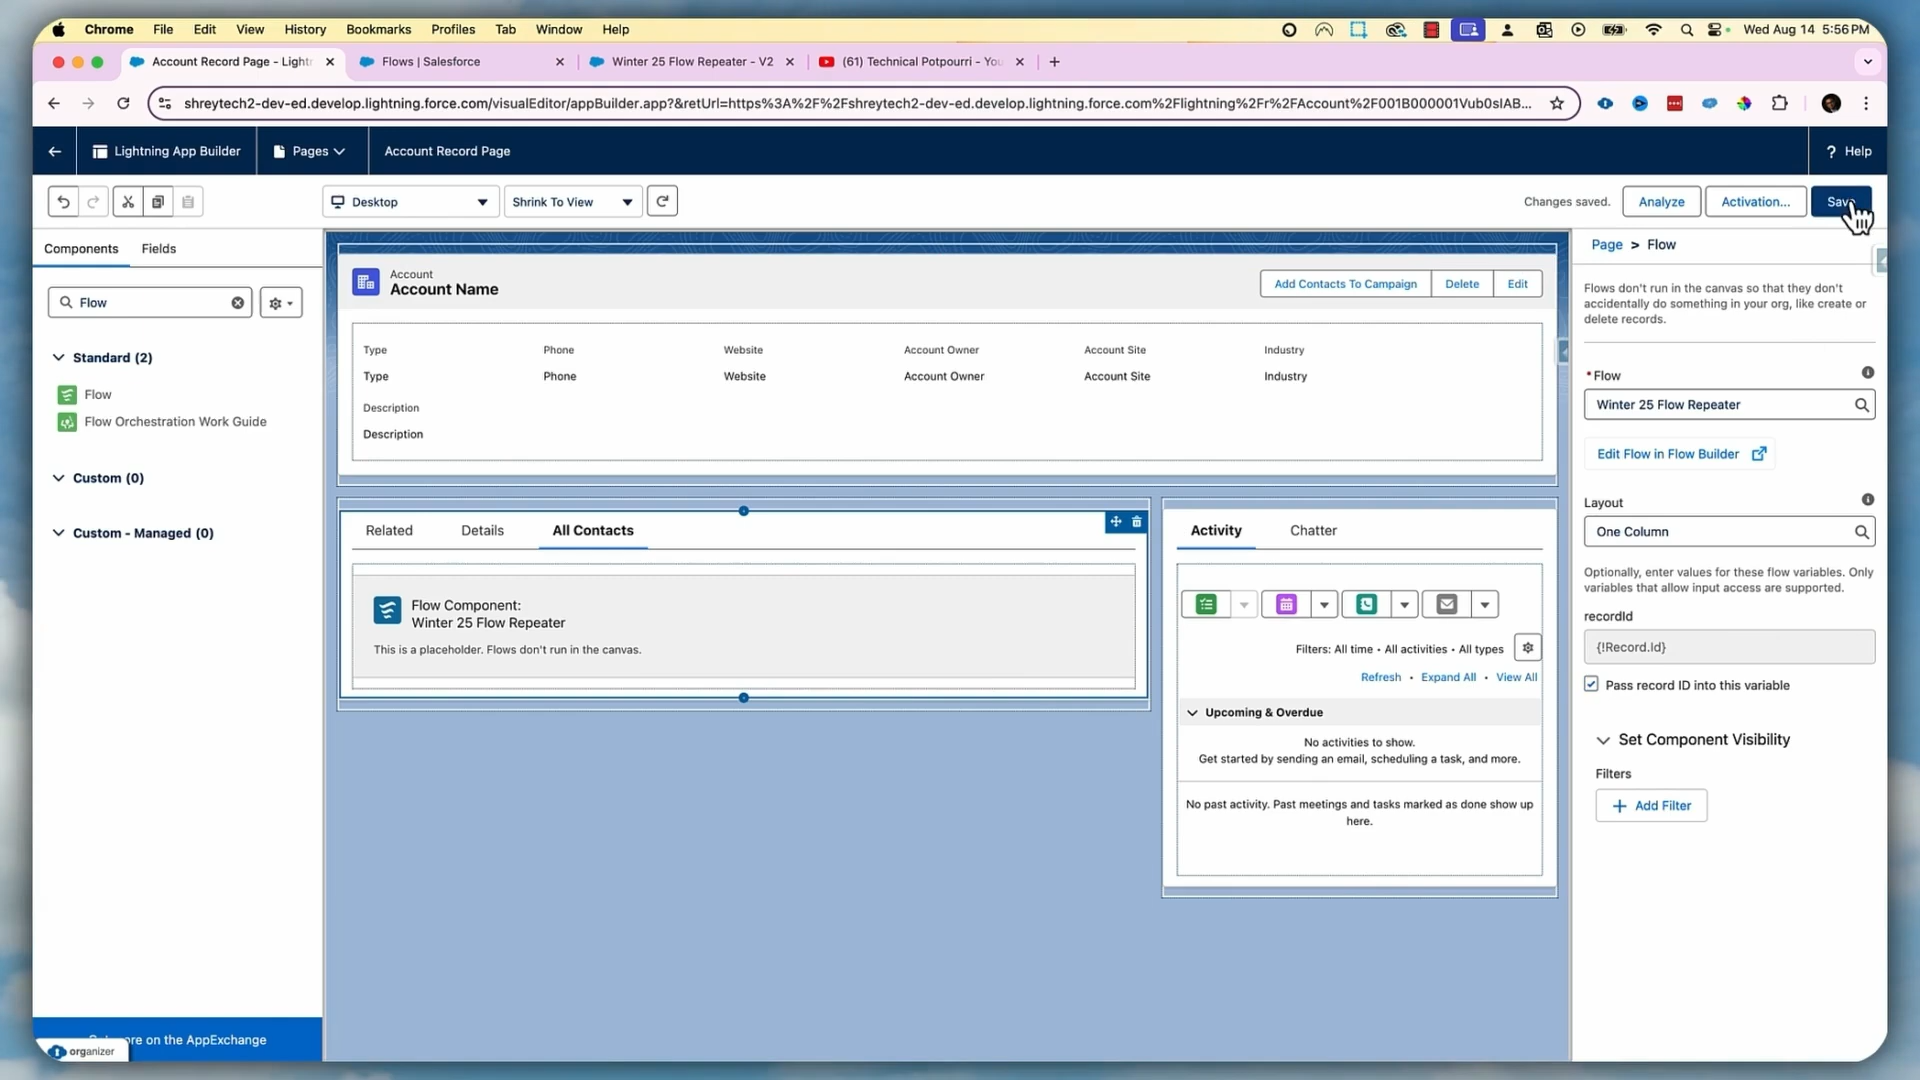 Chrome File Edit View History Bookmarks Profiles Tab Window Help
Wed Aug 14 5:56 PM
Account Record Page - Lightn
Flows | Salesforce
Winter 25 Flow Repeater - V2
(61) Technical Potpourri - You
shreytech2-dev-ed.develop.lightning.force.com/visualEditor/appBuilder.app?&retUrl=https%3A%2F%2Fshreytech2-dev-ed.develop.lightning.force.com%2Flightning%2Fr%2FAccount%2F001B000001Vub0sIAB...
Lightning App Builder
Pages
Account Record Page
? Help
Desktop
Shrink To View
Changes saved.
Analyze
Activation...
Components
Fields
Flow
Standard (2)
Flow
Flow Orchestration Work Guide
Custom (0)
Custom - Managed (0)
on the AppExchange
organizer
Account
Account Name
Add Contacts To Campaign
Delete
Edit
Type Phone Website Account Owner Account Site Industry
Type Phone Website Account Owner Account Site Industry
Description
Description
Related
Details
All Contacts
Flow Component:
Winter 25 Flow Repeater
This is a placeholder. Flows don't run in the canvas.
Activity
Chatter
Filters: All time • All activities • All types
Refresh • Expand All • View All
Upcoming & Overdue
No activities to show.
Get started by sending an email, scheduling a task, and more.
No past activity. Past meetings and tasks marked as done show up
here.
Page > Flow
Flows don't run in the canvas so that they don't
accidentally do something in your org, like create or
delete records.
* Flow
Winter 25 Flow Repeater
Edit Flow in Flow Builder
Layout
One Column
Optionally, enter values for these flow variables. Only
variables that allow input access are supported.
recordId
{!Record.Id}
Pass record ID into this variable
Set Component Visibility
Filters
+ Add Filter